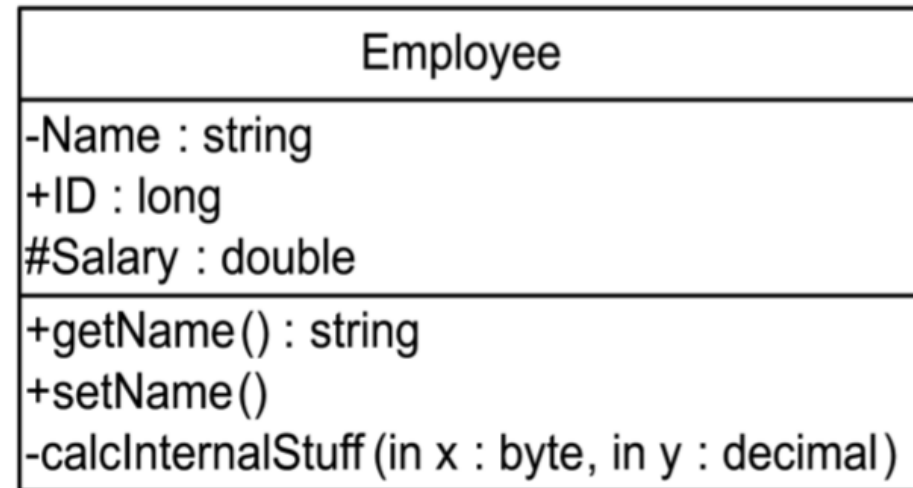 Employee
-Name : string
+ID : long
#Salary : double
+getName() : string
+setName()
-calcInternalStuff(in x : byte, in y : decimal)